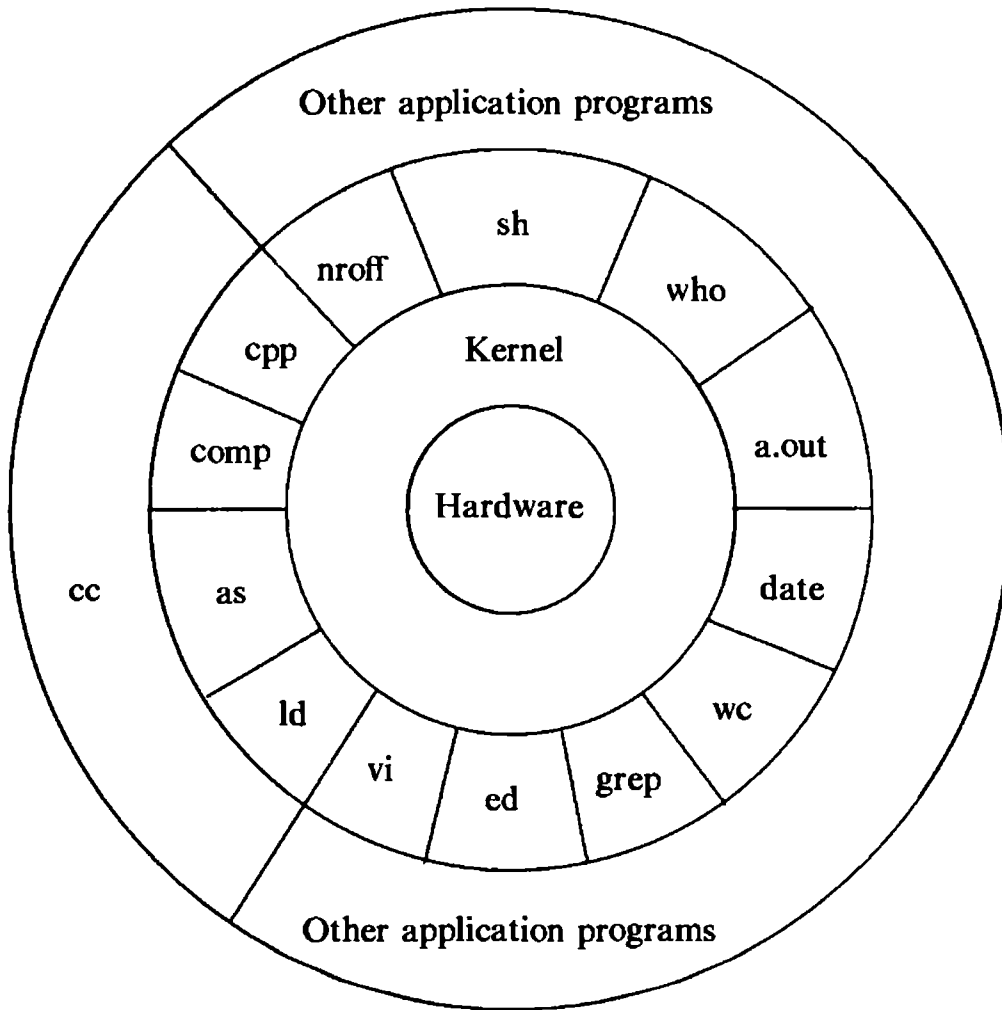 Other application programs
sh
nroff
who
cpp
Kernel
comp
a.out
Hardware
cc
as
date
ld
wc
vi
ed
grep
Other application programs